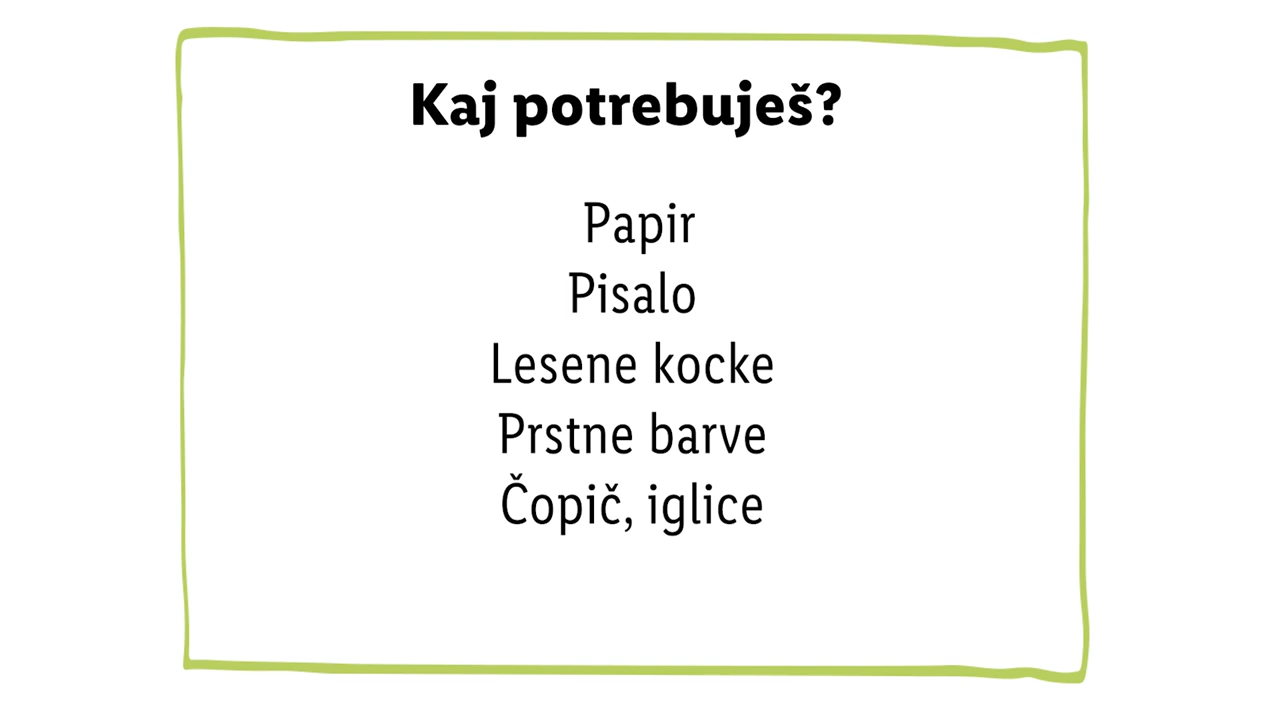 Kaj potrebuješ?
Papir
Pisalo
Lesene kocke
Prstne barve
Čopič, iglice